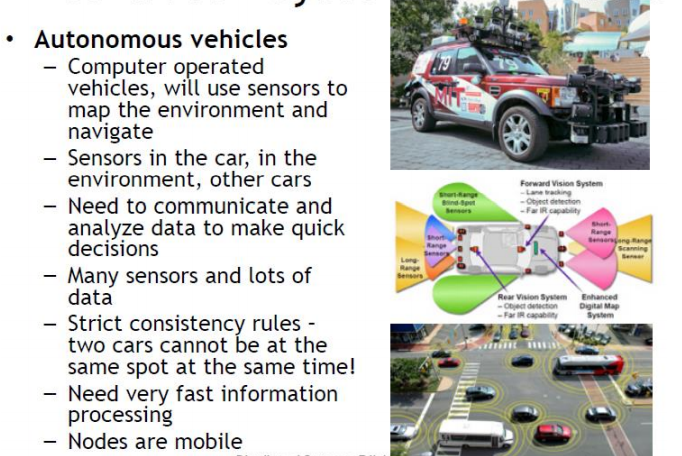 • Autonomous vehicles
– Computer operated
vehicles, will use sensors to
map the environment and
navigate
– Sensors in the car, in the
environment, other cars
– Need to communicate and
analyze data to make quick
decisions
– Many sensors and lots of
data
– Strict consistency rules –
two cars cannot be at the
same spot at the same time!
– Need very fast information
processing
– Nodes are mobile
79
MIT
Forward Vision System
– Lane tracking
– Object detection
– Far IR capability
Short-Range
Blind-Spot
Sensors
Short-
Range
Sensors
Long-
Range
Sensors
Short-
Range
Sensors
Long-Range
Scanning
Sensor
Rear Vision System
– Object detection
– Far IR capability
Enhanced
Digital Map
System